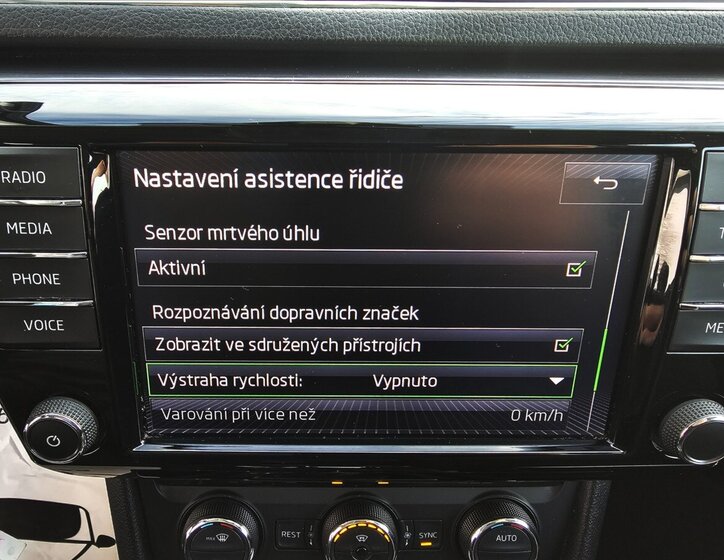 RADIO
MEDIA
PHONE
VOICE
Nastavení asistence řidiče
Senzor mrtvého úhlu
Aktivní
Rozpoznávání dopravních značek
Zobrazit ve sdružených přístrojích
Výstraha rychlosti: Vypnuto
Varování při více než 0 km/h
MAX
REST
SYNC
AUTO